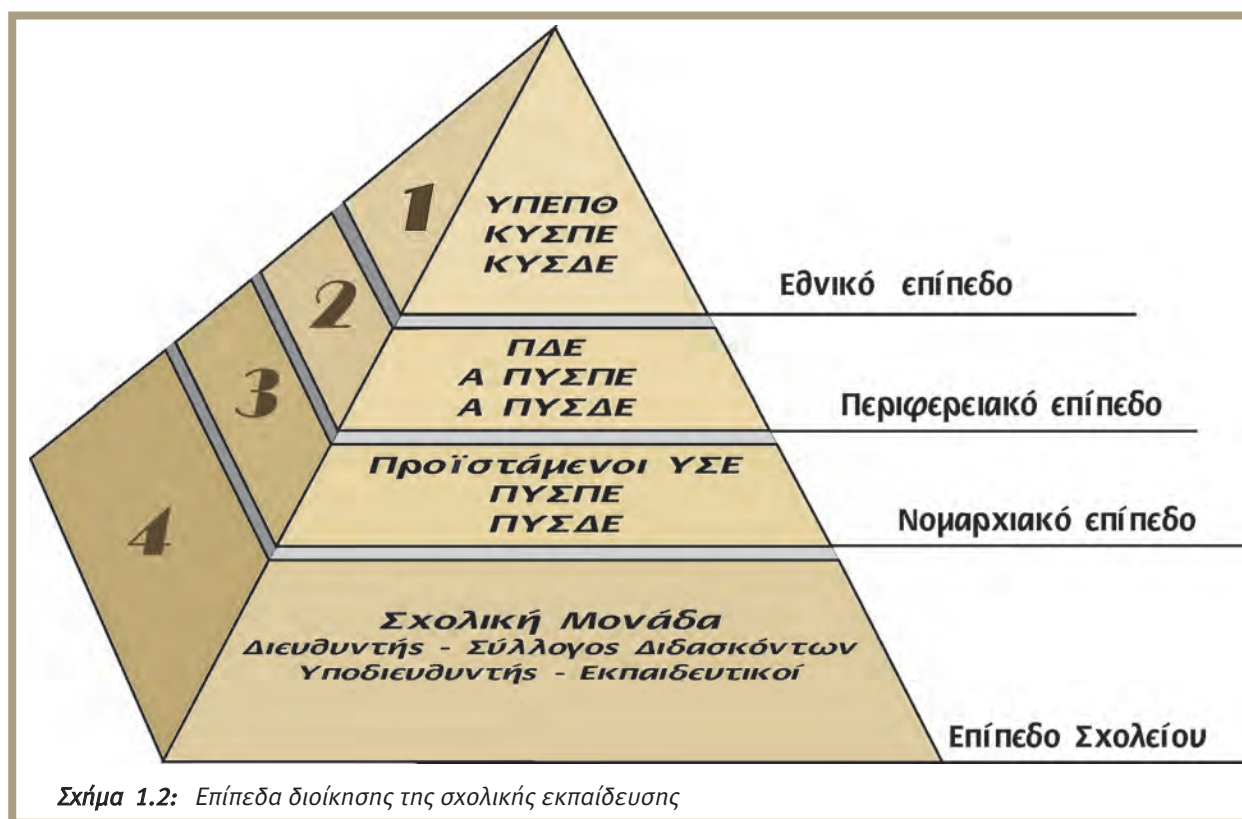 1
ΥΠΕΠΘ
ΚΥΣΠΕ
ΚΥΣΔΕ
Εθνικό επίπεδο
2
ΠΔΕ
Α ΠΥΣΠΕ
Α ΠΥΣΔΕ
Περιφερειακό επίπεδο
3
Προϊστάμενοι ΥΣΕ
ΠΥΣΠΕ
ΠΥΣΔΕ
Νομαρχιακό επίπεδο
4
Σχολική Μονάδα
Διευθυντής - Σύλλογος Διδασκόντων
Υποδιευθυντής - Εκπαιδευτικοί
Επίπεδο Σχολείου
Σχήμα 1.2: Επίπεδα διοίκησης της σχολικής εκπαίδευσης